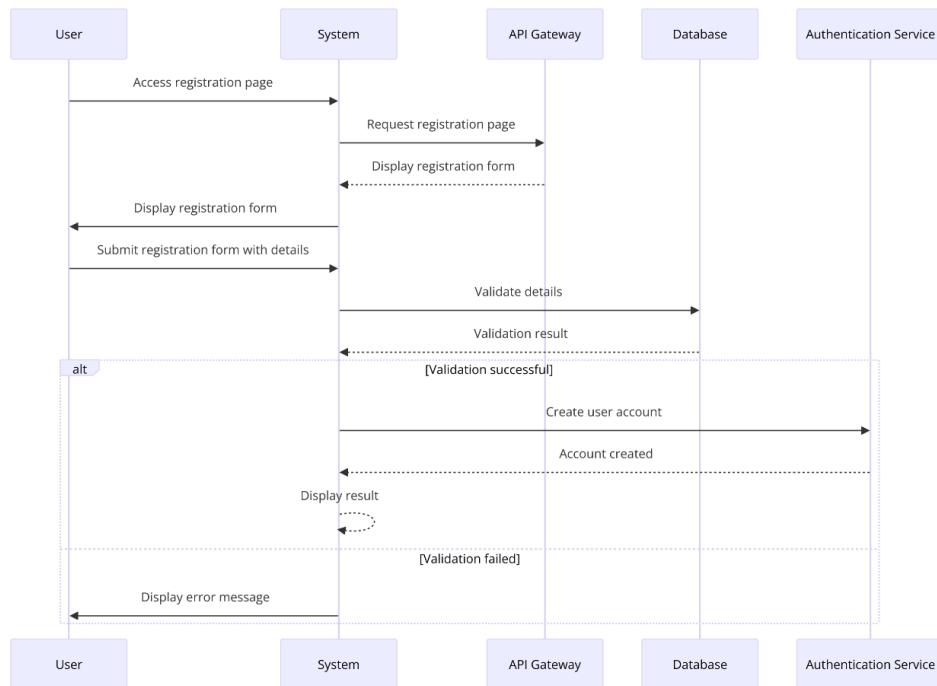 User
System
API Gateway
Database
Authentication Service
Access registration page
Request registration page
Display registration form
Display registration form
Submit registration form with details
Validate details
Validation result
alt
[Validation successful]
Create user account
Account created
Display result
[Validation failed]
Display error message
User
System
API Gateway
Database
Authentication Service